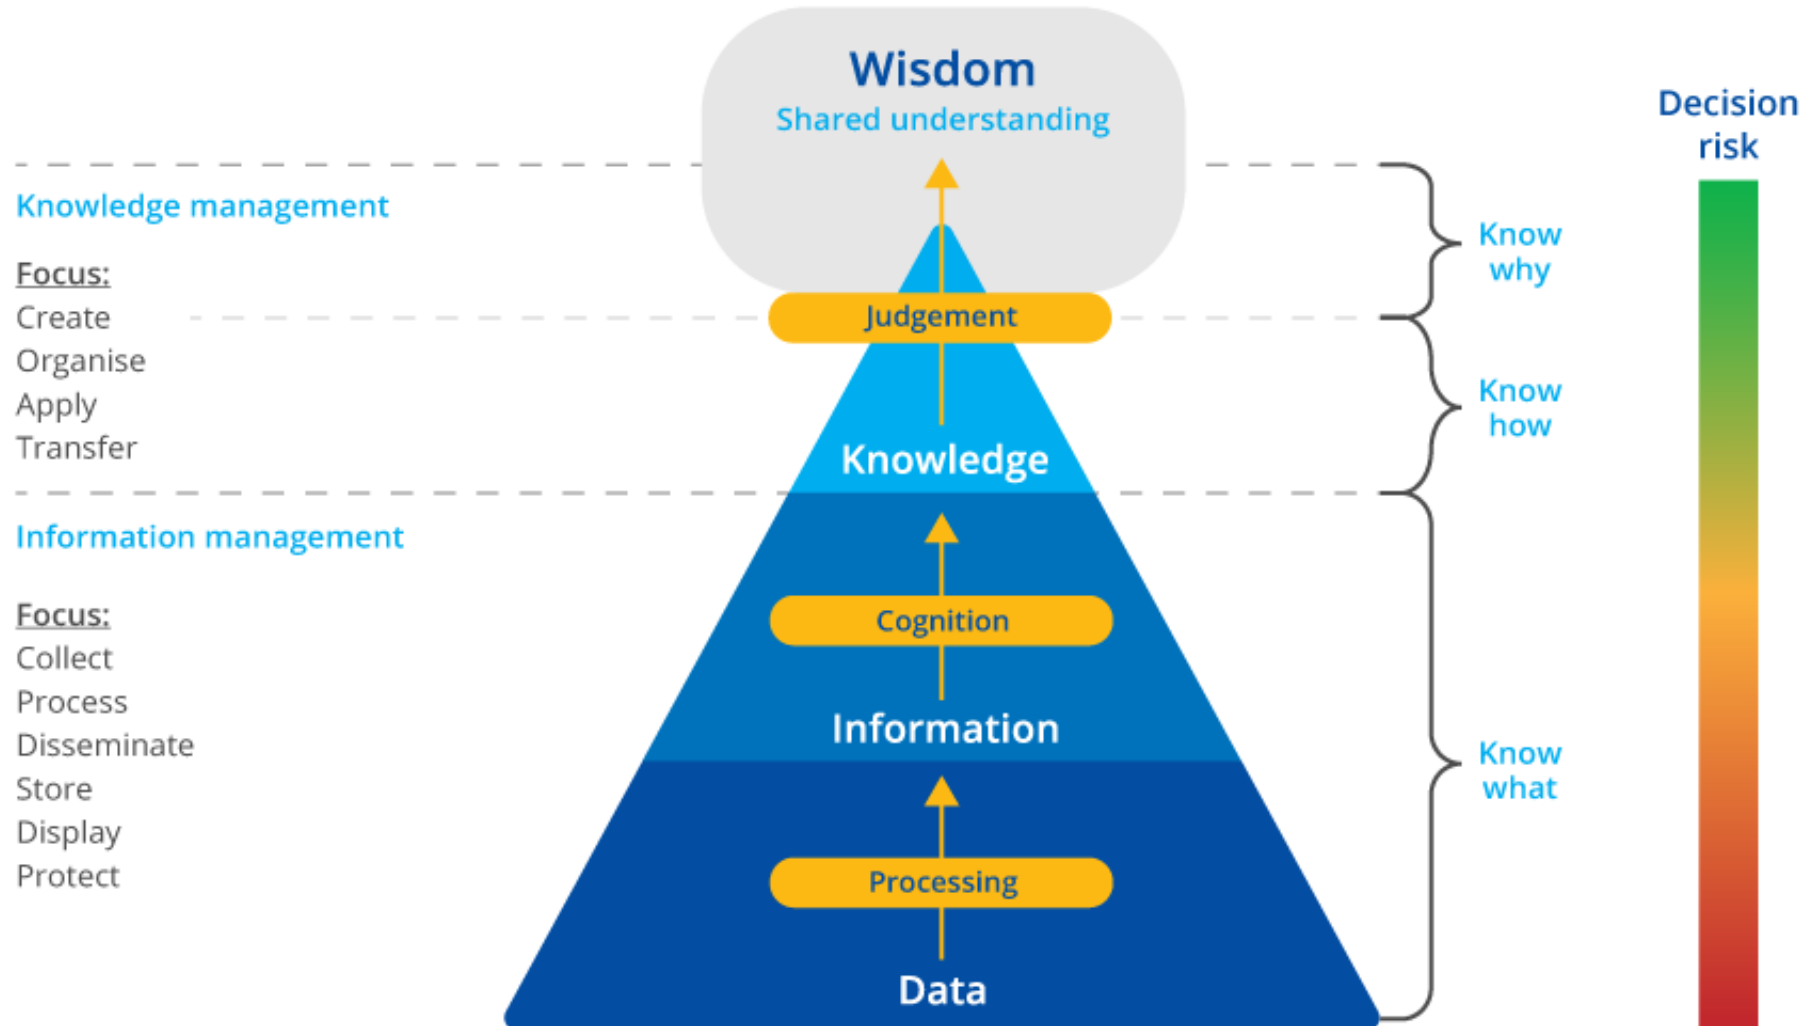 Wisdom
Shared understanding
Decision
risk
Knowledge management
Focus:
Create
Organise
Apply
Transfer
Judgement
Knowledge
Know
why
Know
how
Information management
Focus:
Collect
Process
Disseminate
Store
Display
Protect
Cognition
Information
Processing
Data
Know
what